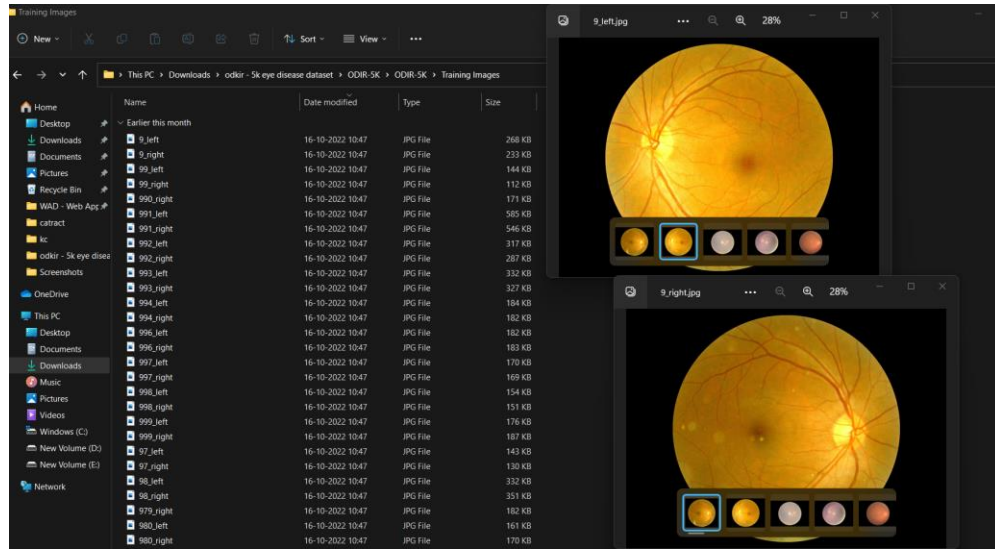 Training Images
New
Sort
View
This PC > Downloads > odkir - 5k eye disease dataset > ODIR-5K > ODIR-5K > Training Images
Home
Desktop
Downloads
Documents
Pictures
Recycle Bin
WAD - Web App
catract
kc
odkir - 5k eye disea
Screenshots
OneDrive
This PC
Desktop
Documents
Downloads
Music
Pictures
Videos
Windows (C:)
New Volume (D:)
New Volume (E:)
Network
Name Date modified Type Size
Earlier this month
9_left 16-10-2022 10:47 JPG File 268 KB
9_right 16-10-2022 10:47 JPG File 233 KB
99_left 16-10-2022 10:47 JPG File 144 KB
99_right 16-10-2022 10:47 JPG File 112 KB
990_right 16-10-2022 10:47 JPG File 171 KB
991_left 16-10-2022 10:47 JPG File 585 KB
991_right 16-10-2022 10:47 JPG File 546 KB
992_left 16-10-2022 10:47 JPG File 317 KB
992_right 16-10-2022 10:47 JPG File 287 KB
993_left 16-10-2022 10:47 JPG File 332 KB
993_right 16-10-2022 10:47 JPG File 327 KB
994_left 16-10-2022 10:47 JPG File 184 KB
994_right 16-10-2022 10:47 JPG File 182 KB
996_left 16-10-2022 10:47 JPG File 182 KB
996_right 16-10-2022 10:47 JPG File 183 KB
997_left 16-10-2022 10:47 JPG File 170 KB
997_right 16-10-2022 10:47 JPG File 169 KB
998_left 16-10-2022 10:47 JPG File 154 KB
998_right 16-10-2022 10:47 JPG File 151 KB
999_left 16-10-2022 10:47 JPG File 176 KB
999_right 16-10-2022 10:47 JPG File 187 KB
97_left 16-10-2022 10:47 JPG File 143 KB
97_right 16-10-2022 10:47 JPG File 130 KB
98_left 16-10-2022 10:47 JPG File 332 KB
98_right 16-10-2022 10:47 JPG File 351 KB
979_right 16-10-2022 10:47 JPG File 182 KB
980_left 16-10-2022 10:47 JPG File 161 KB
980_right 16-10-2022 10:47 JPG File 170 KB
9_left.jpg 28%
9_right.jpg 28%